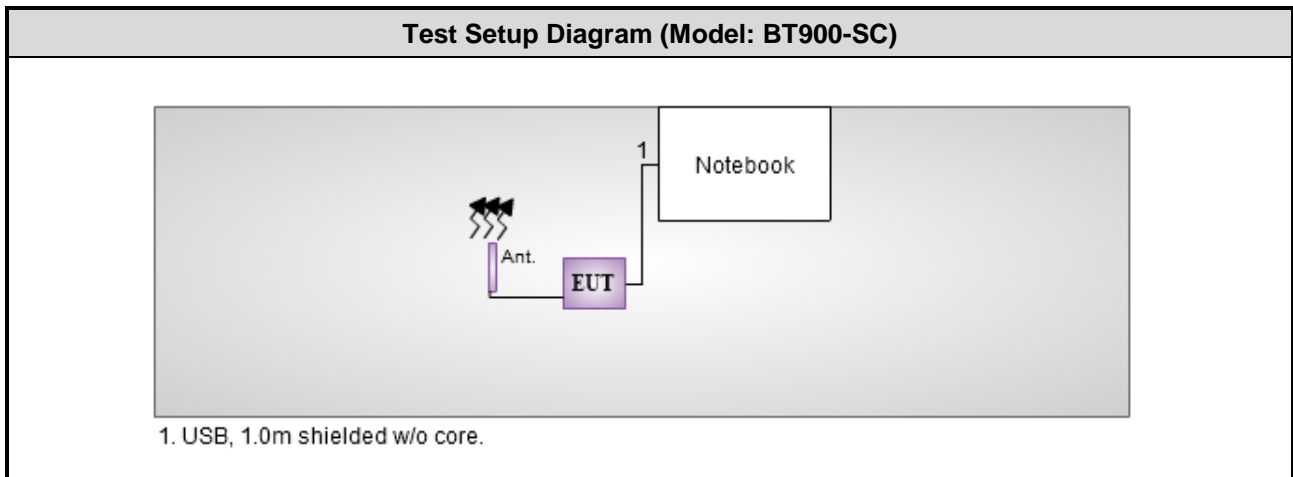 Test Setup Diagram (Model: BT900-SC)
1
Notebook
Ant.
EUT
1. USB, 1.0m shielded w/o core.